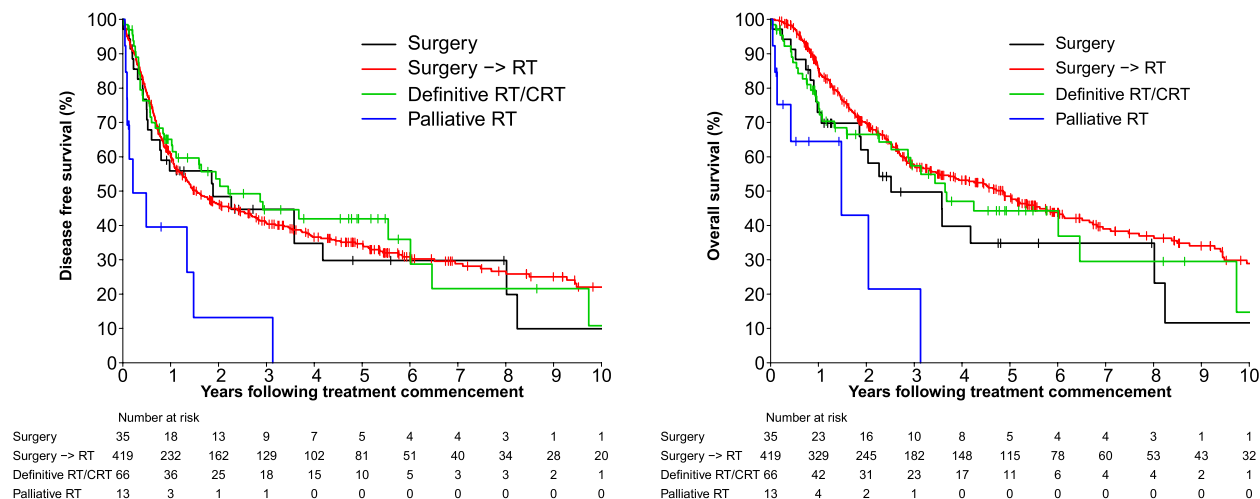 Disease free survival (%)
100
90
80
70
60
50
40
30
20
10
0
Surgery
Surgery −> RT
Definitive RT/CRT
Palliative RT
0 1 2 3 4 5 6 7 8 9 10
Years following treatment commencement
Number at risk
Surgery 35 18 13 9 7 5 4 4 3 1 1
Surgery −> RT 419 232 162 129 102 81 51 40 34 28 20
Definitive RT/CRT 66 36 25 18 15 10 5 3 3 2 1
Palliative RT 13 3 1 1 0 0 0 0 0 0 0
Overall survival (%)
100
90
80
70
60
50
40
30
20
10
0
Surgery
Surgery −> RT
Definitive RT/CRT
Palliative RT
0 1 2 3 4 5 6 7 8 9 10
Years following treatment commencement
Number at risk
Surgery 35 23 16 10 8 5 4 4 3 1 1
Surgery −> RT 419 329 245 182 148 115 78 60 53 43 32
Definitive RT/CRT 66 42 31 23 17 11 6 4 4 2 1
Palliative RT 13 4 2 1 0 0 0 0 0 0 0